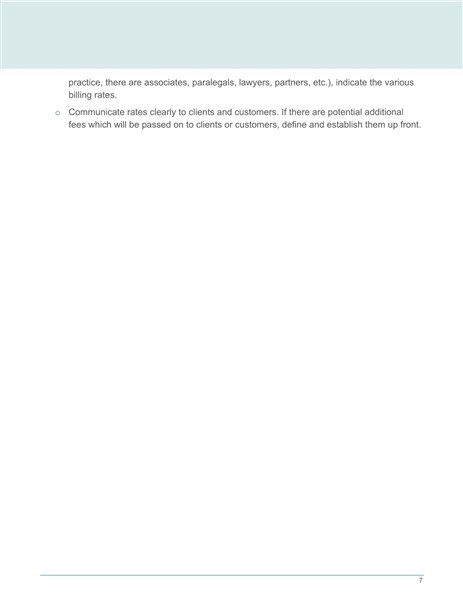 practice, there are associates, paralegals, lawyers, partners, etc.), indicate the various
billing rates.
o Communicate rates clearly to clients and customers. If there are potential additional
fees which will be passed on to clients or customers, define and establish them up front.
7